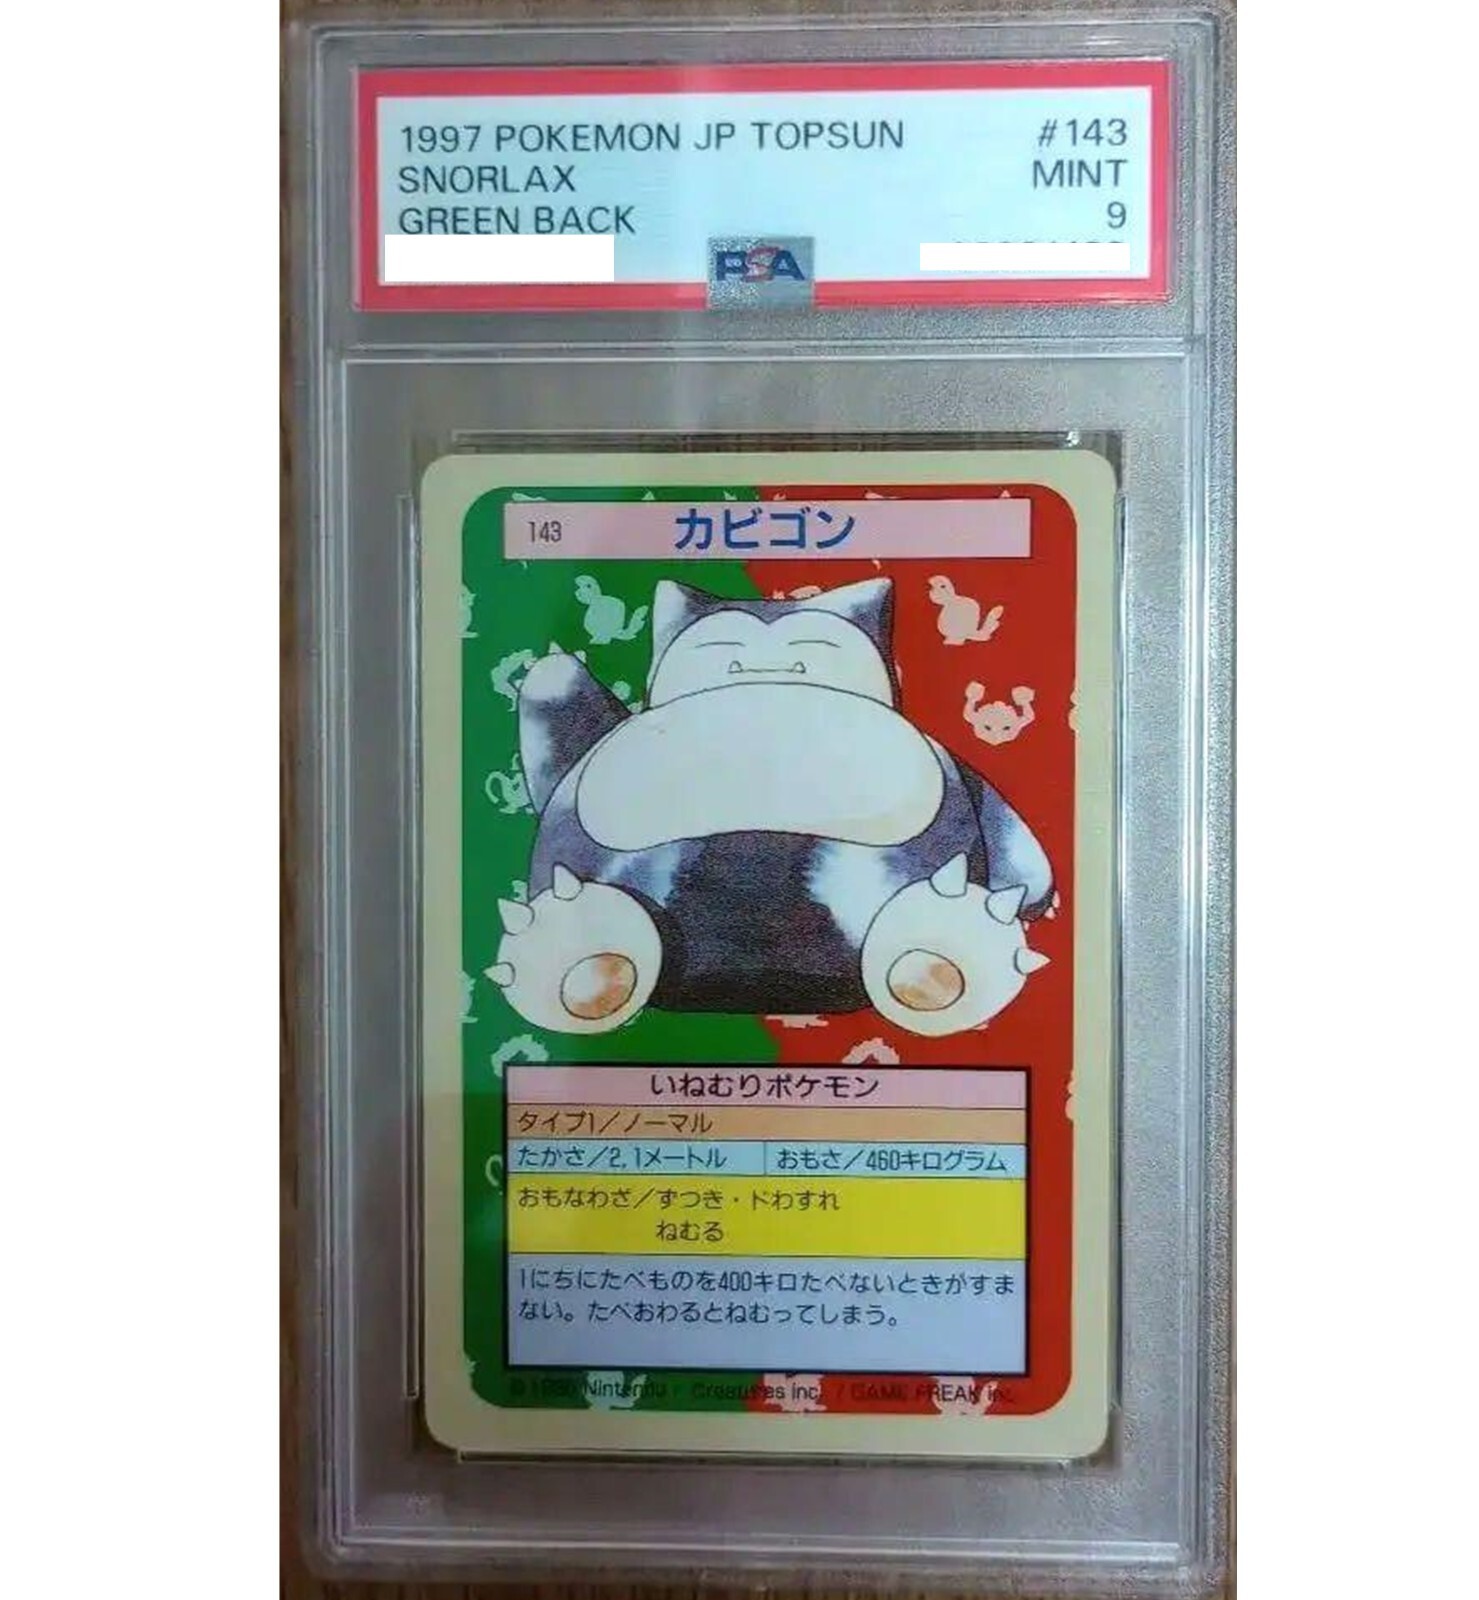 1997 POKEMON JP TOPSUN #143
SNORLAX MINT
GREEN BACK 9
PSA
143 カビゴン
いねむりポケモン
タイプ1/ノーマル
たかさ/2,1メートル おもさ/460キログラム
おもなわざ/ずつき・ドわすれ
ねむる
1にちにたべものを400キロたべないときがすま
ない。たべおわるとねむってしまう。
Nintendo・Creatures inc. / GAME FREAK inc.